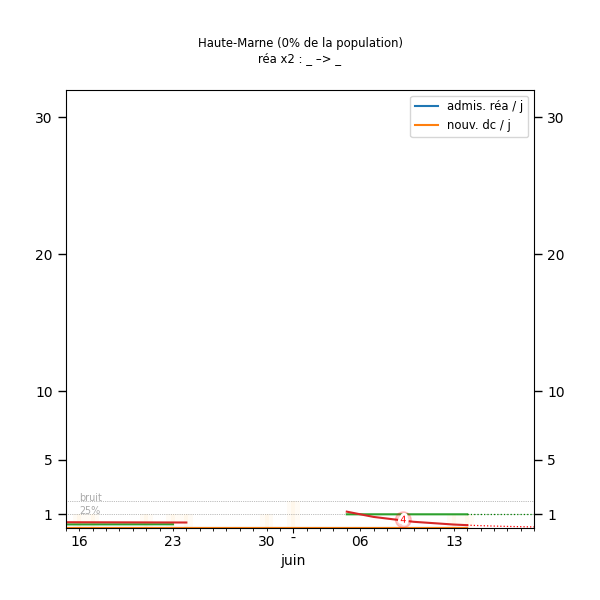 Haute-Marne (0% de la population)
réa x2 : _ –> _
admis. réa / j
nouv. dc / j
30 30
20 20
10 10
5 5
bruit
25%
1 4 1
16 23 30 - 06 13
juin